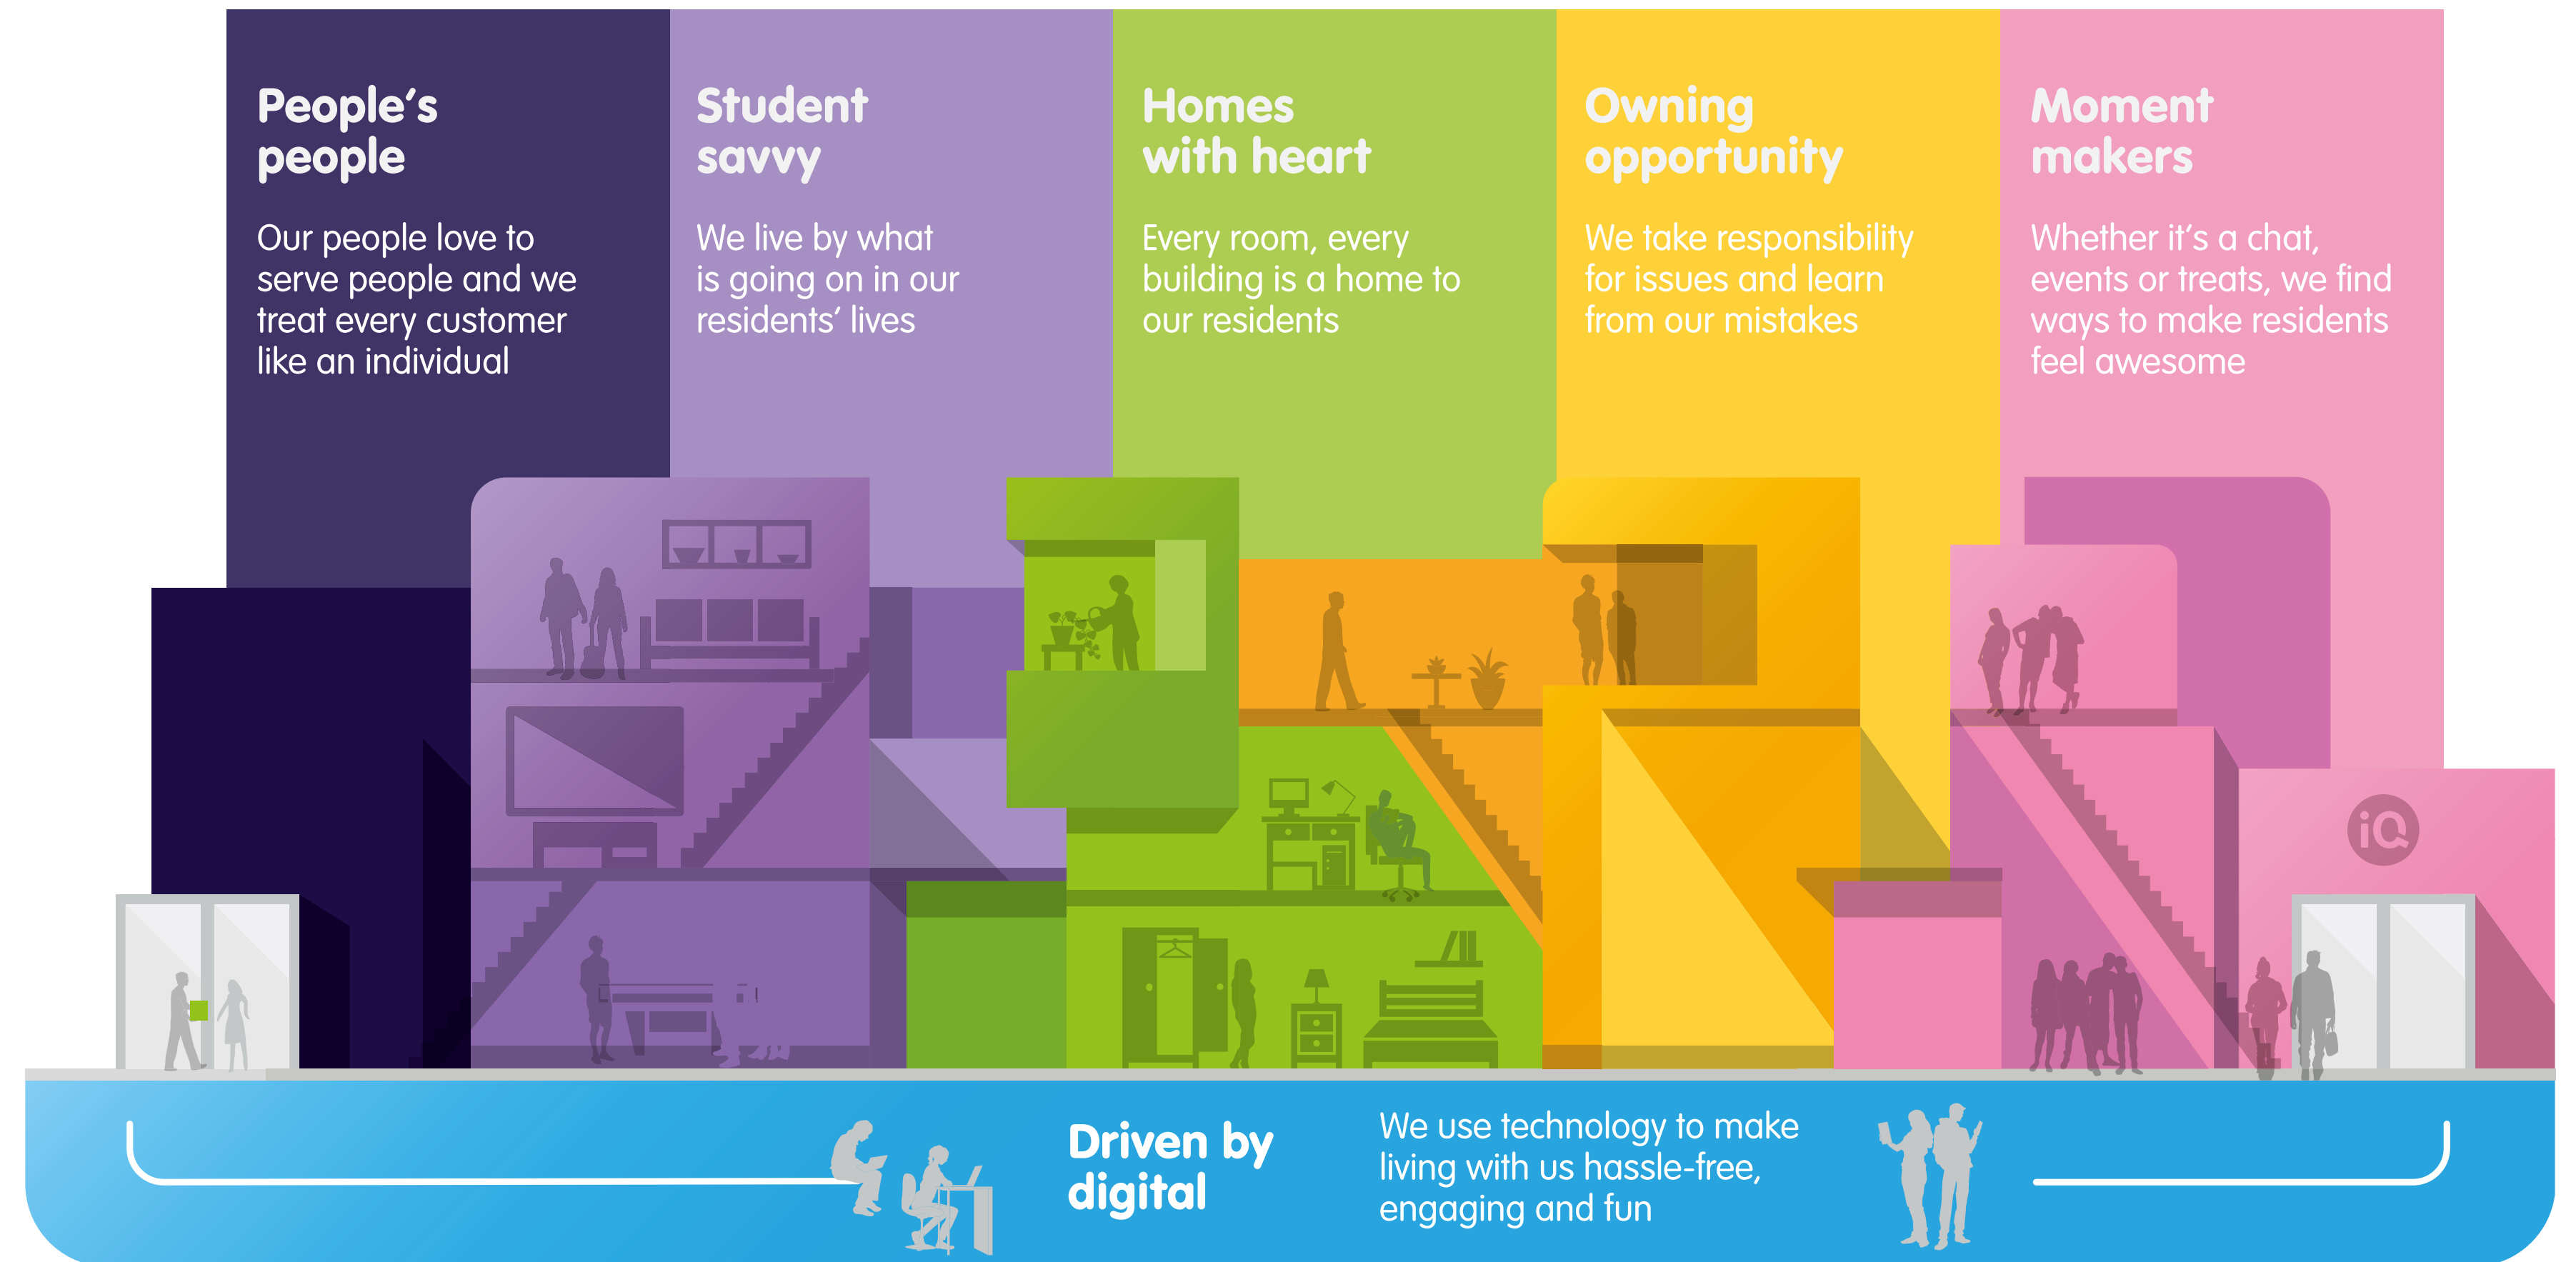 People’s
people
Our people love to
serve people and we
treat every customer
like an individual
Student
savvy
We live by what
is going on in our
residents’ lives
Homes
with heart
Every room, every
building is a home to
our residents
Owning
opportunity
We take responsibility
for issues and learn
from our mistakes
Moment
makers
Whether it’s a chat,
events or treats, we find
ways to make residents
feel awesome
iQ
Driven by
digital
We use technology to make
living with us hassle-free,
engaging and fun